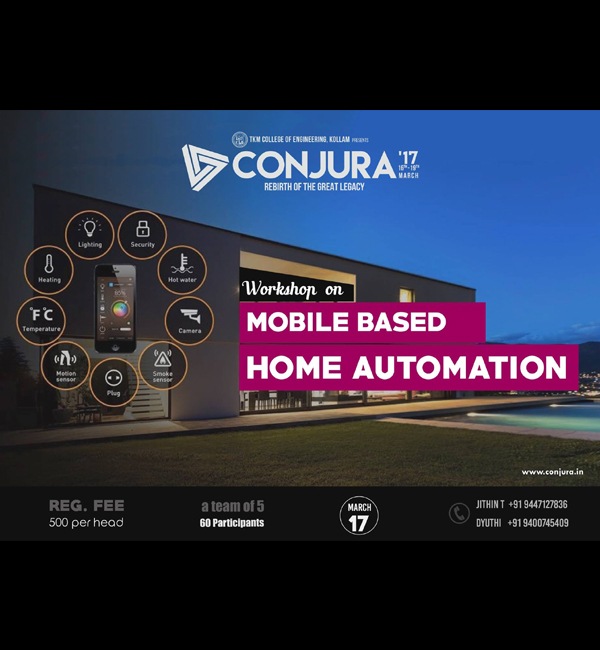 TKM COLLEGE OF ENGINEERING, KOLLAM PRESENTS
CONJURA '17
16TH-19TH
MARCH
REBIRTH OF THE GREAT LEGACY
Lighting
Security
Heating
Hot water
°F°C
Temperature
Camera
Motion
sensor
Smoke
sensor
Plug
Workshop on
MOBILE BASED
HOME AUTOMATION
www.conjura.in
REG. FEE
500 per head
a team of 5
60 Participants
MARCH
17
JITHIN T +91 9447127836
DYUTHI +91 9400745409